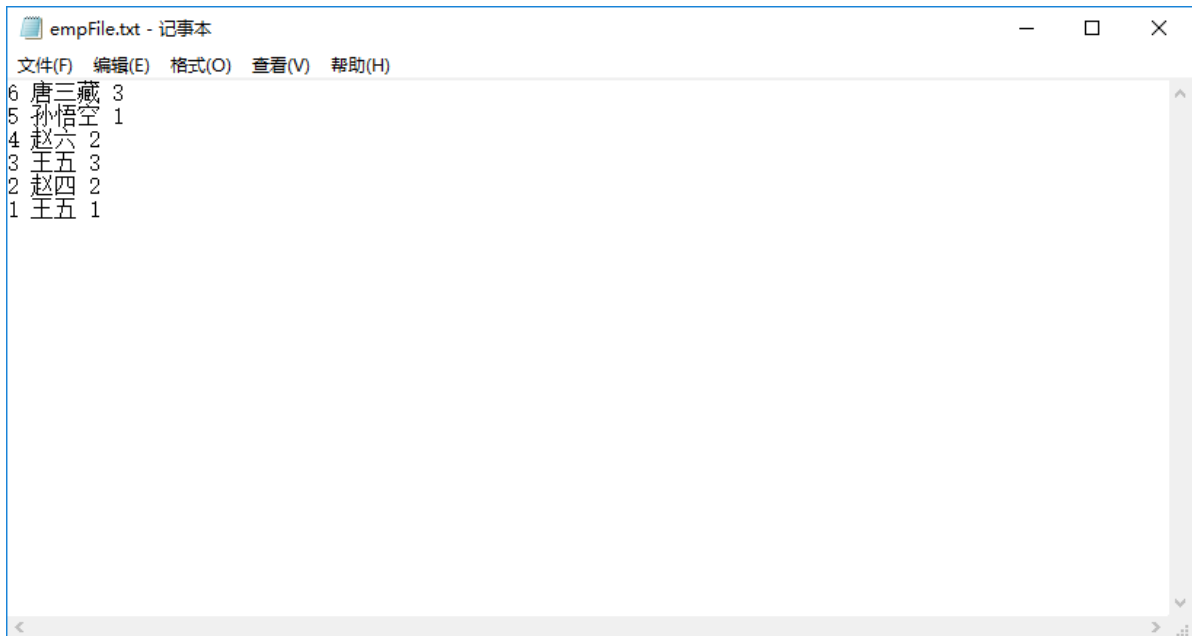 empFile.txt - 记事本
文件(F) 编辑(E) 格式(O) 查看(V) 帮助(H)
6 唐三藏 3
5 孙悟空 1
4 赵六 2
3 王五 3
2 赵四 2
1 王五 1